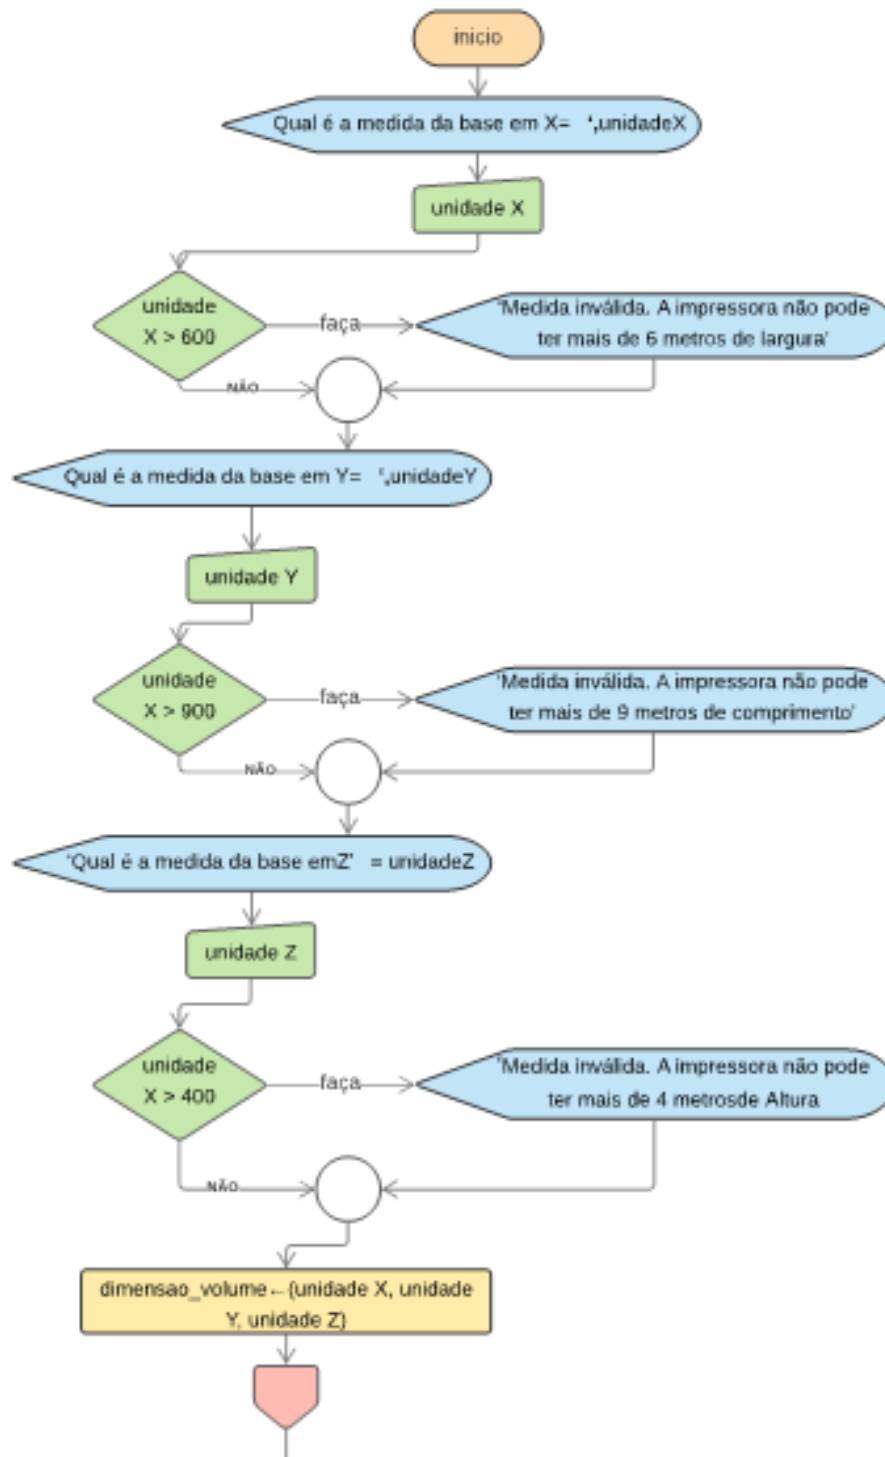 inicio
Qual é a medida da base em X= ‘,unidadeX
unidade X
unidade
X > 600
faça
'Medida inválida. A impressora não pode
ter mais de 6 metros de largura'
NÃO
Qual é a medida da base em Y= ‘,unidadeY
unidade Y
unidade
X > 900
faça
'Medida inválida. A impressora não pode
ter mais de 9 metros de comprimento'
NÃO
'Qual é a medida da base emZ' = unidadeZ
unidade Z
unidade
X > 400
faça
'Medida inválida. A impressora não pode
ter mais de 4 metrosde Altura
NÃO
dimensao_volume←(unidade X, unidade
Y, unidade Z)